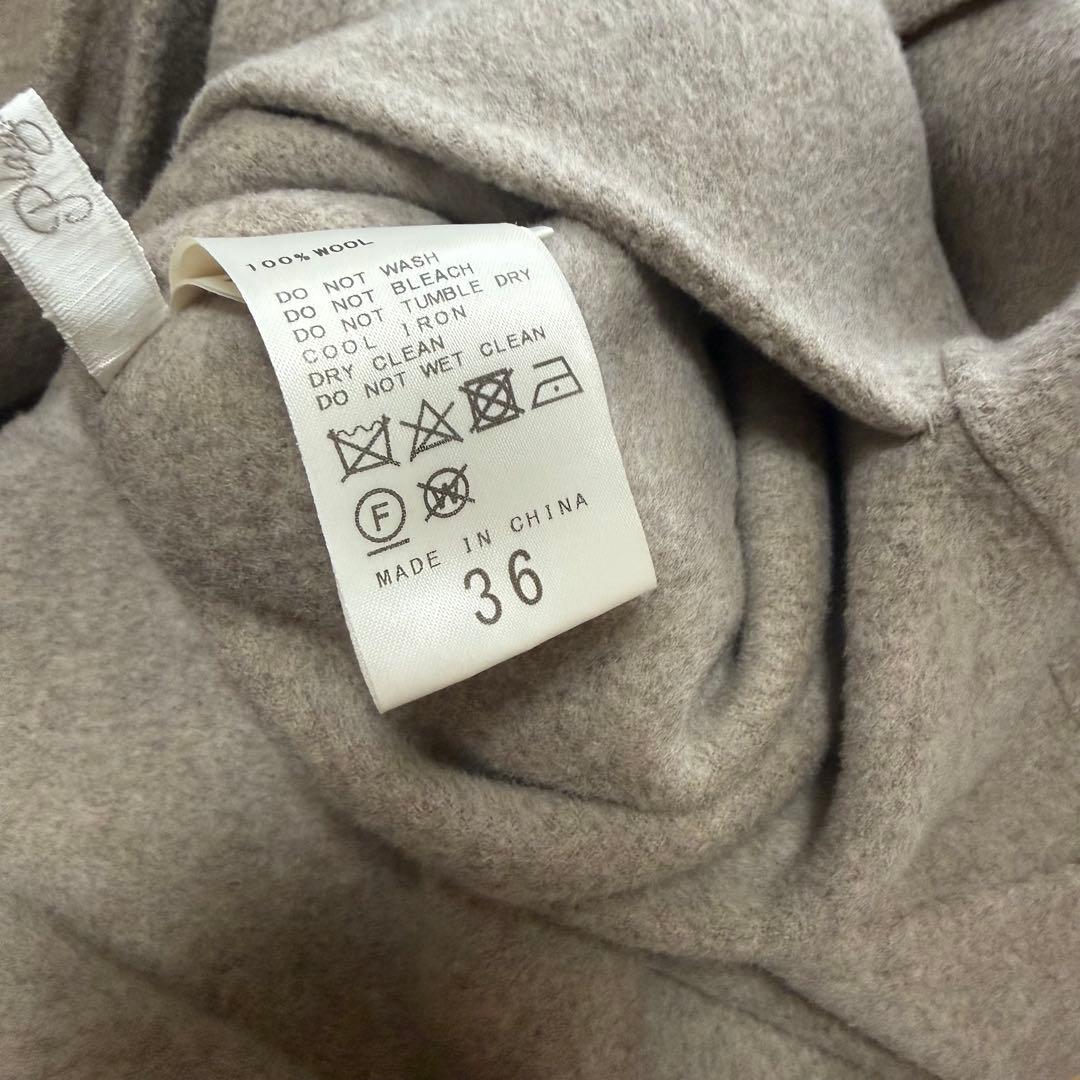 100% WOOL
DO NOT WASH
DO NOT BLEACH
DO NOT TUMBLE DRY
COOL IRON
DRY CLEAN
DO NOT WET CLEAN
F W
MADE IN CHINA
36